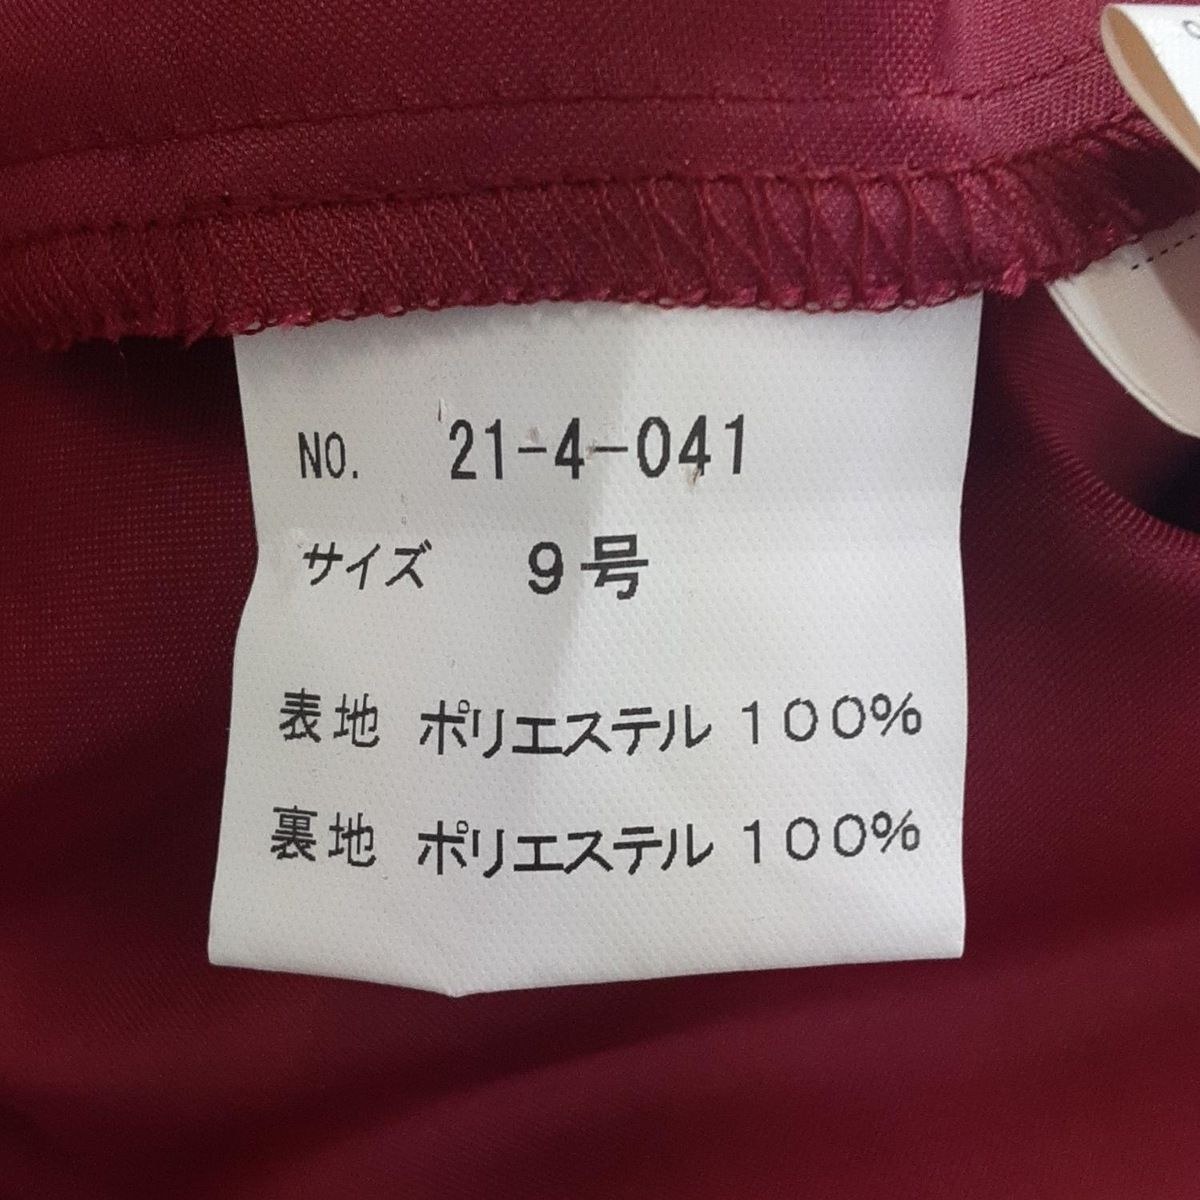 NO. 21-4-041
サイズ 9号
表地 ポリエステル 100%
裏地 ポリエステル 100%